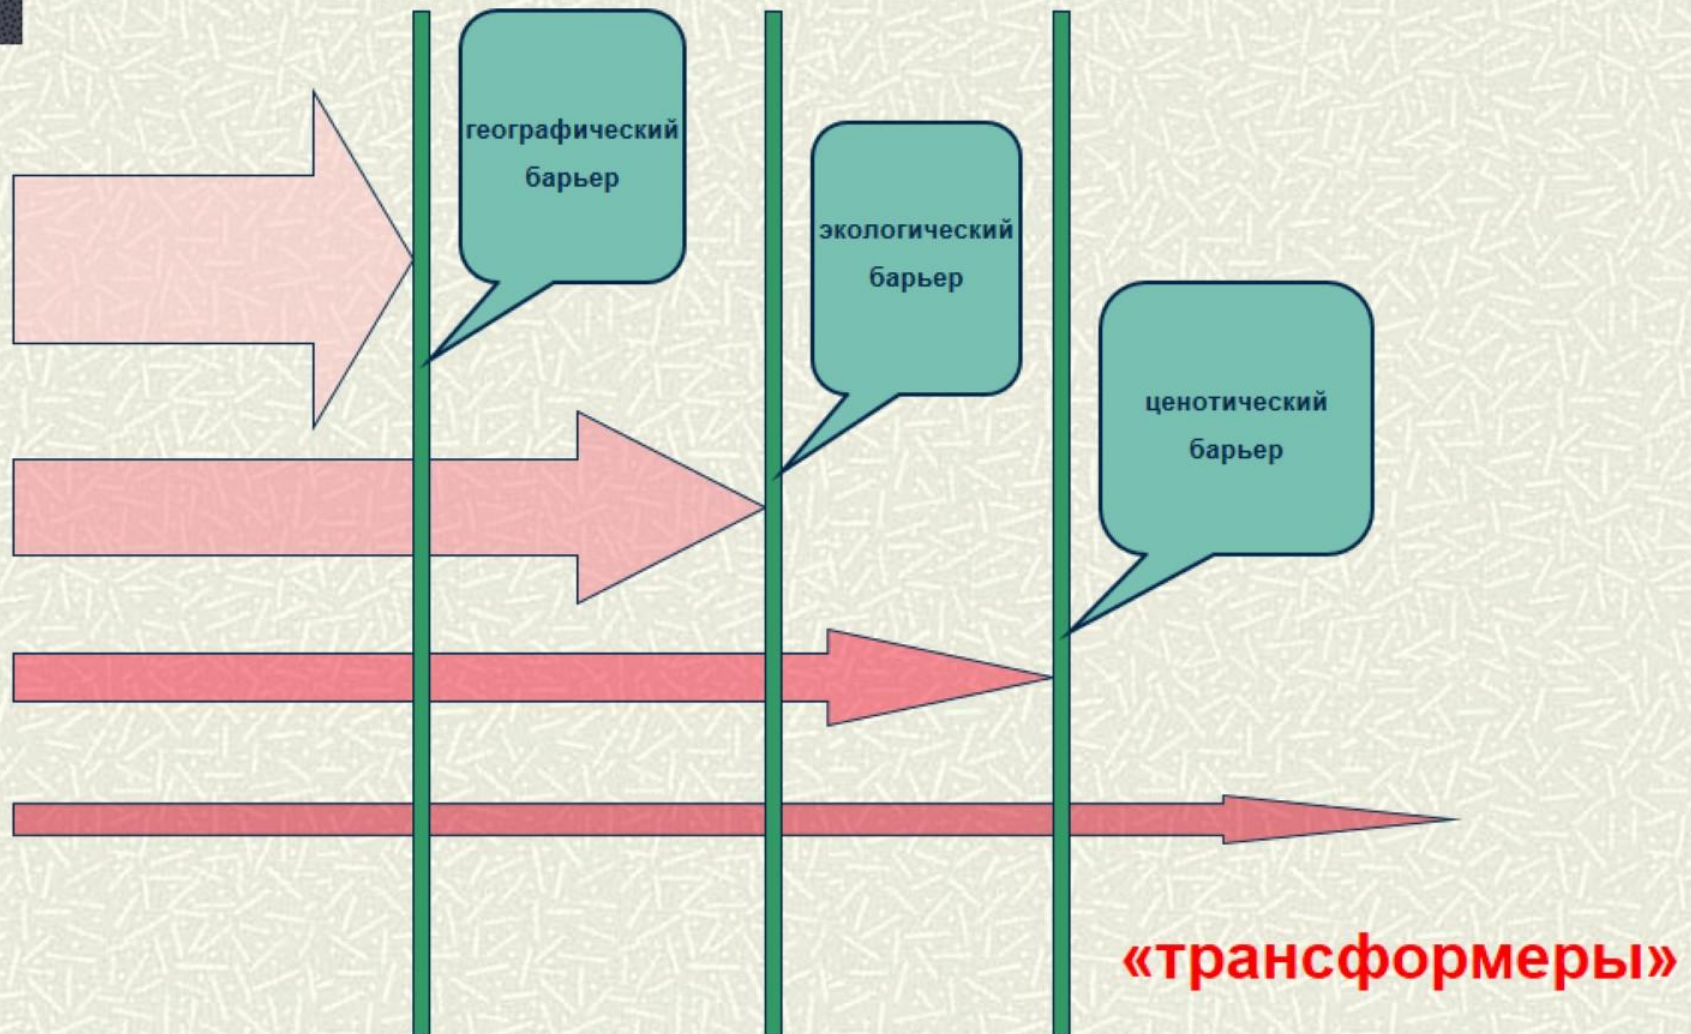 географический
барьер
экологический
барьер
ценотический
барьер
«трансформеры»